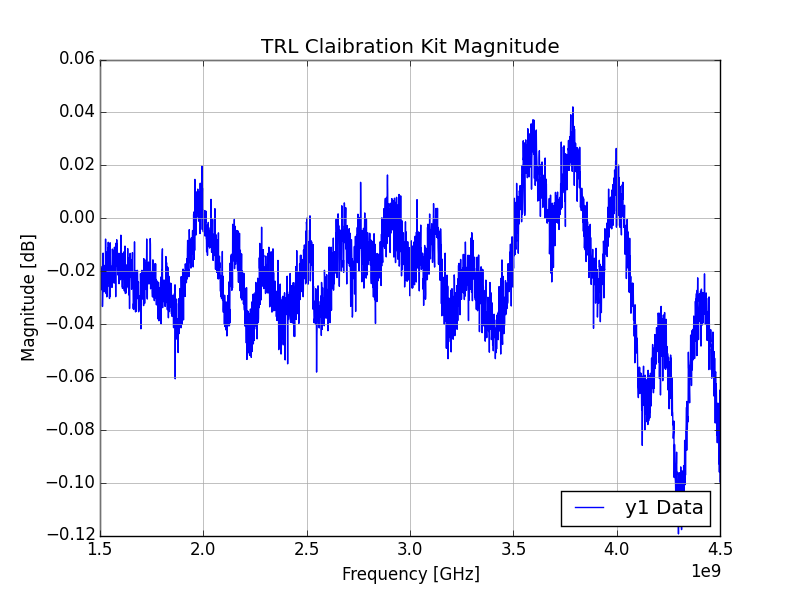 TRL Claibration Kit Magnitude
0.06
0.04
0.02
0.00
−0.02
−0.04
−0.06
−0.08
−0.10
−0.12
Magnitude [dB]
y1 Data
1.5 2.0 2.5 3.0 3.5 4.0 4.5
1e9
Frequency [GHz]